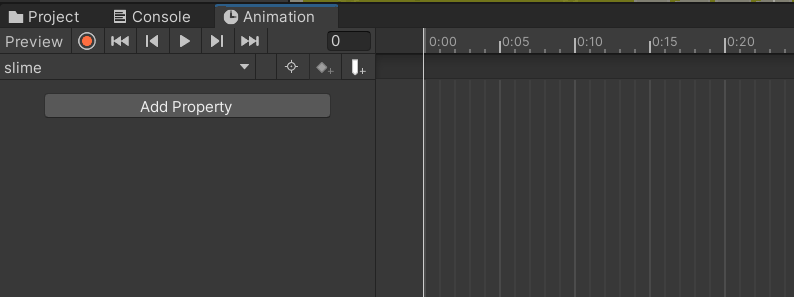 Project Console Animation
Preview 0 0:00 0:05 0:10 0:15 0:20
slime
Add Property